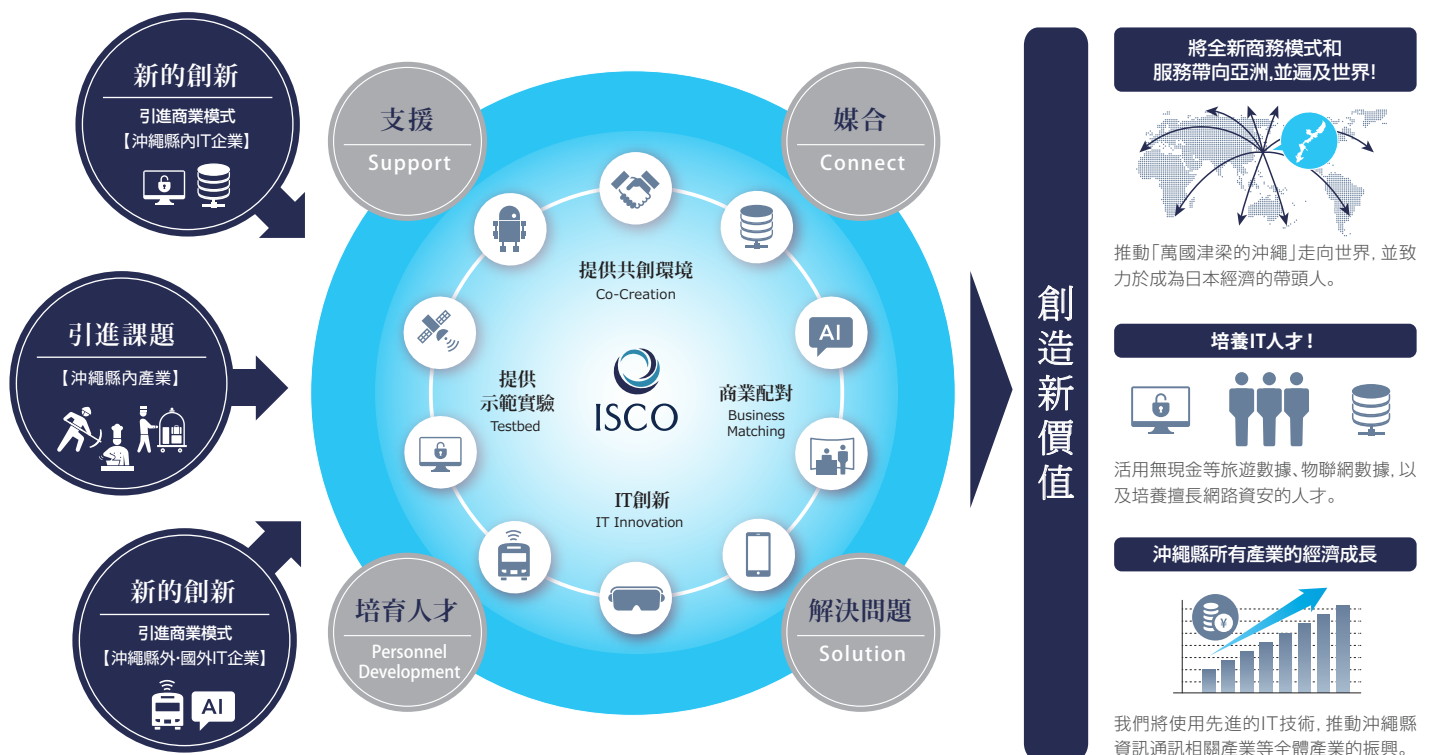 新的創新
引進商業模式
【沖繩縣內IT企業】
引進課題
【沖繩縣內產業】
新的創新
引進商業模式
【沖繩縣外・國外IT企業】
AI
支援
Support
媒合
Connect
提供共創環境
Co-Creation
AI
提供
示範實驗
Testbed
ISCO
商業配對
Business
Matching
IT創新
IT Innovation
培育人才
Personnel
Development
解決問題
Solution
創造新價值
將全新商務模式和
服務帶向亞洲,並遍及世界!
推動「萬國津梁的沖繩」走向世界, 並致
力於成為日本經濟的帶頭人。
培養IT人才!
活用無現金等旅遊數據、物聯網數據, 以
及培養擅長網路資安的人才。
沖繩縣所有產業的經濟成長
¥
我們將使用先進的IT技術, 推動沖繩縣
資訊通訊相關產業等全體產業的振興。